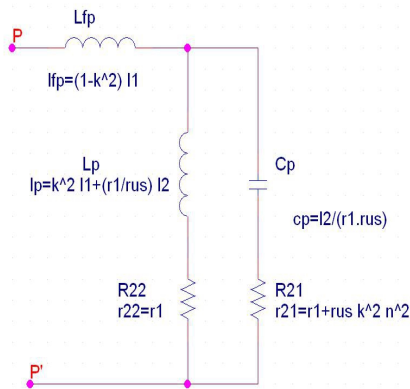 Lfp
P
lfp=(1-k^2) l1
Lp
lp=k^2 l1+(r1/rus) l2
Cp
cp=l2/(r1.rus)
R22
r22=r1
R21
r21=r1+rus k^2 n^2
P'